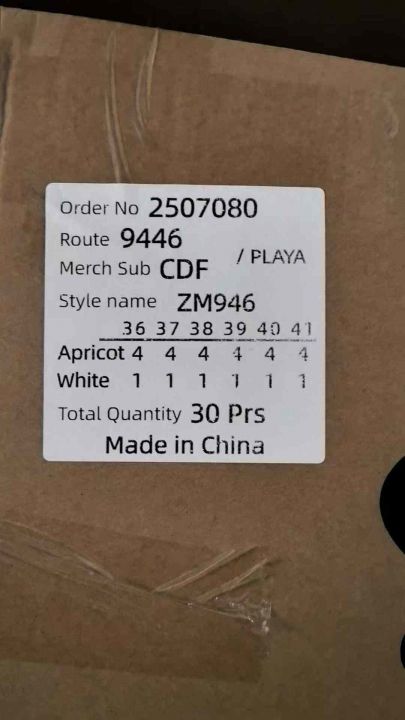 Order No 2507080
Route 9446
Merch Sub CDF / PLAYA
Style name ZM946
36 37 38 39 40 41
Apricot 4 4 4 4 4 4
White 1 1 1 1 1 1
Total Quantity 30 Prs
Made in China